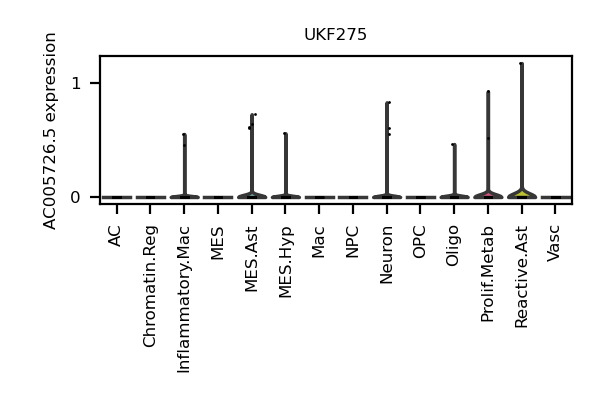 UKF275
AC005726.5 expression
1
0
AC
Chromatin.Reg
Inflammatory.Mac
MES
MES.Ast
MES.Hyp
Mac
NPC
Neuron
OPC
Oligo
Prolif.Metab
Reactive.Ast
Vasc